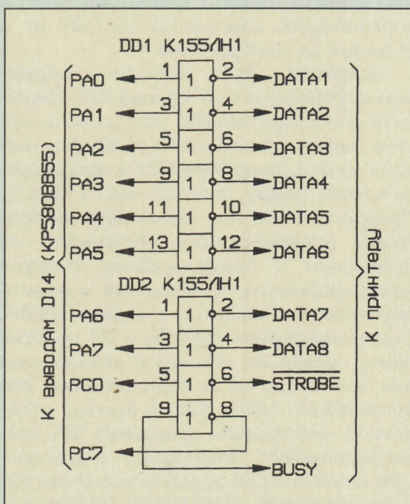 DD1 К155ЛН1
PA0 1 1 2 DATA1
PA1 3 1 4 DATA2
PA2 5 1 6 DATA3
PA3 9 1 8 DATA4
PA4 11 1 10 DATA5
PA5 13 1 12 DATA6
DD2 К155ЛН1
PA6 1 1 2 DATA7
PA7 3 1 4 DATA8
PC0 5 1 6 STROBE
9 1 8
PC7
BUSY
К выводам D14 (КР580ВВ55)
К принтеру